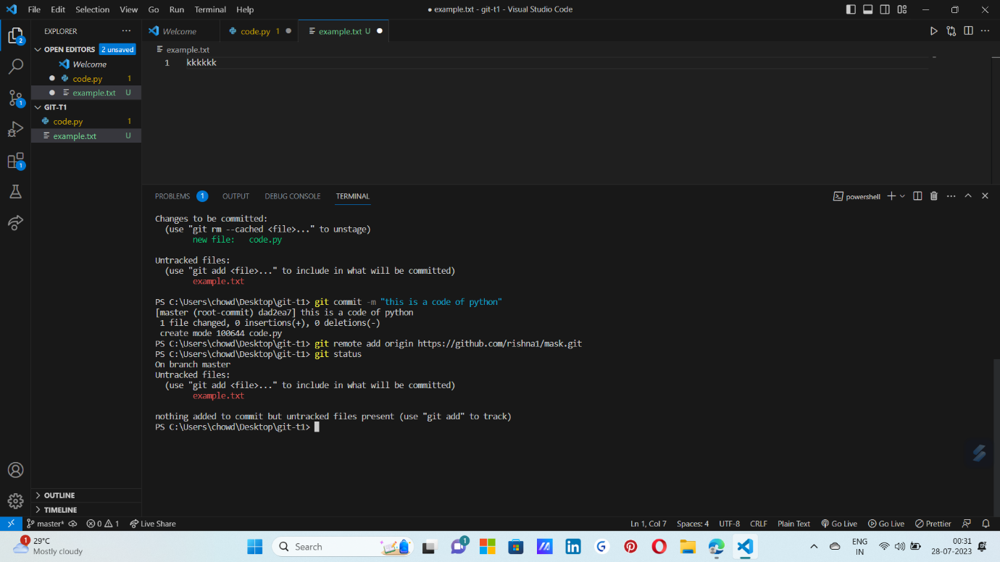 File Edit Selection View Go Run Terminal Help
● example.txt - git-t1 - Visual Studio Code
EXPLORER
Welcome
code.py 1
example.txt U
OPEN EDITORS 2 unsaved
Welcome
code.py 1
example.txt U
GIT-T1
code.py 1
example.txt U
OUTLINE
TIMELINE
2
1
1
example.txt
1 kkkkkk
PROBLEMS 1 OUTPUT DEBUG CONSOLE TERMINAL
powershell
Changes to be committed:
(use "git rm --cached <file>..." to unstage)
new file: code.py
Untracked files:
(use "git add <file>..." to include in what will be committed)
example.txt
PS C:\Users\chowd\Desktop\git-t1> git commit -m "this is a code of python"
[master (root-commit) dad2ea7] this is a code of python
1 file changed, 0 insertions(+), 0 deletions(-)
create mode 100644 code.py
PS C:\Users\chowd\Desktop\git-t1> git remote add origin https://github.com/rishna1/mask.git
PS C:\Users\chowd\Desktop\git-t1> git status
On branch master
Untracked files:
(use "git add <file>..." to include in what will be committed)
example.txt
nothing added to commit but untracked files present (use "git add" to track)
PS C:\Users\chowd\Desktop\git-t1>
master* 0 1 Live Share
Ln 1, Col 7 Spaces: 4 UTF-8 CRLF Plain Text Go Live Go Live Prettier
1
29°C
Mostly cloudy
Search
1
ENG
IN
00:31
28-07-2023